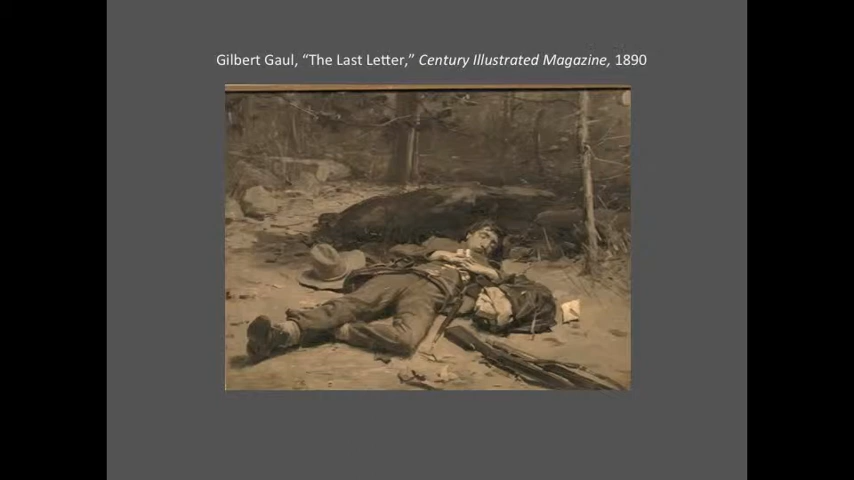 Gilbert Gaul, “The Last Letter,” Century Illustrated Magazine, 1890